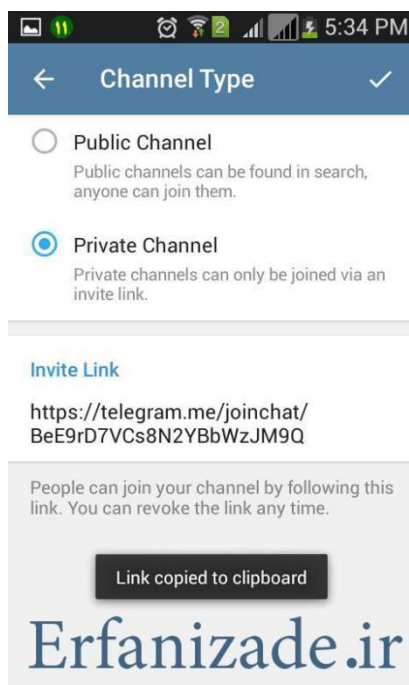 ۱۱ 2 5:34 PM
Channel Type
Public Channel
Public channels can be found in search,
anyone can join them.
Private Channel
Private channels can only be joined via an
invite link.
Invite Link
https://telegram.me/joinchat/
BeE9rD7VCs8N2YBbWzJM9Q
People can join your channel by following this
link. You can revoke the link any time.
Link copied to clipboard
Erfanizade.ir